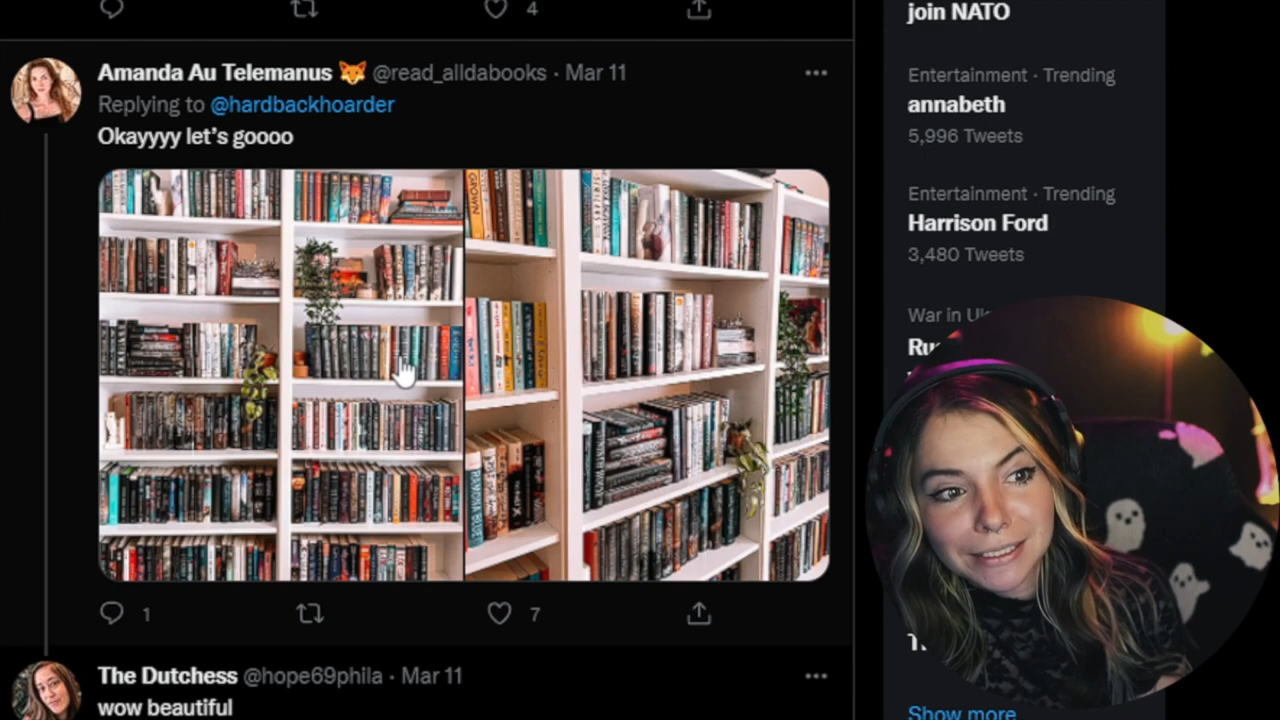 4
Amanda Au Telemanus 🦊 @read_alldabooks · Mar 11
Replying to @hardbackhoarder
Okayyyy let's goooo
1
7
The Dutchess @hope69phila · Mar 11
wow beautiful
join NATO
Entertainment · Trending
annabeth
5,996 Tweets
Entertainment · Trending
Harrison Ford
3,480 Tweets
War in
Show more